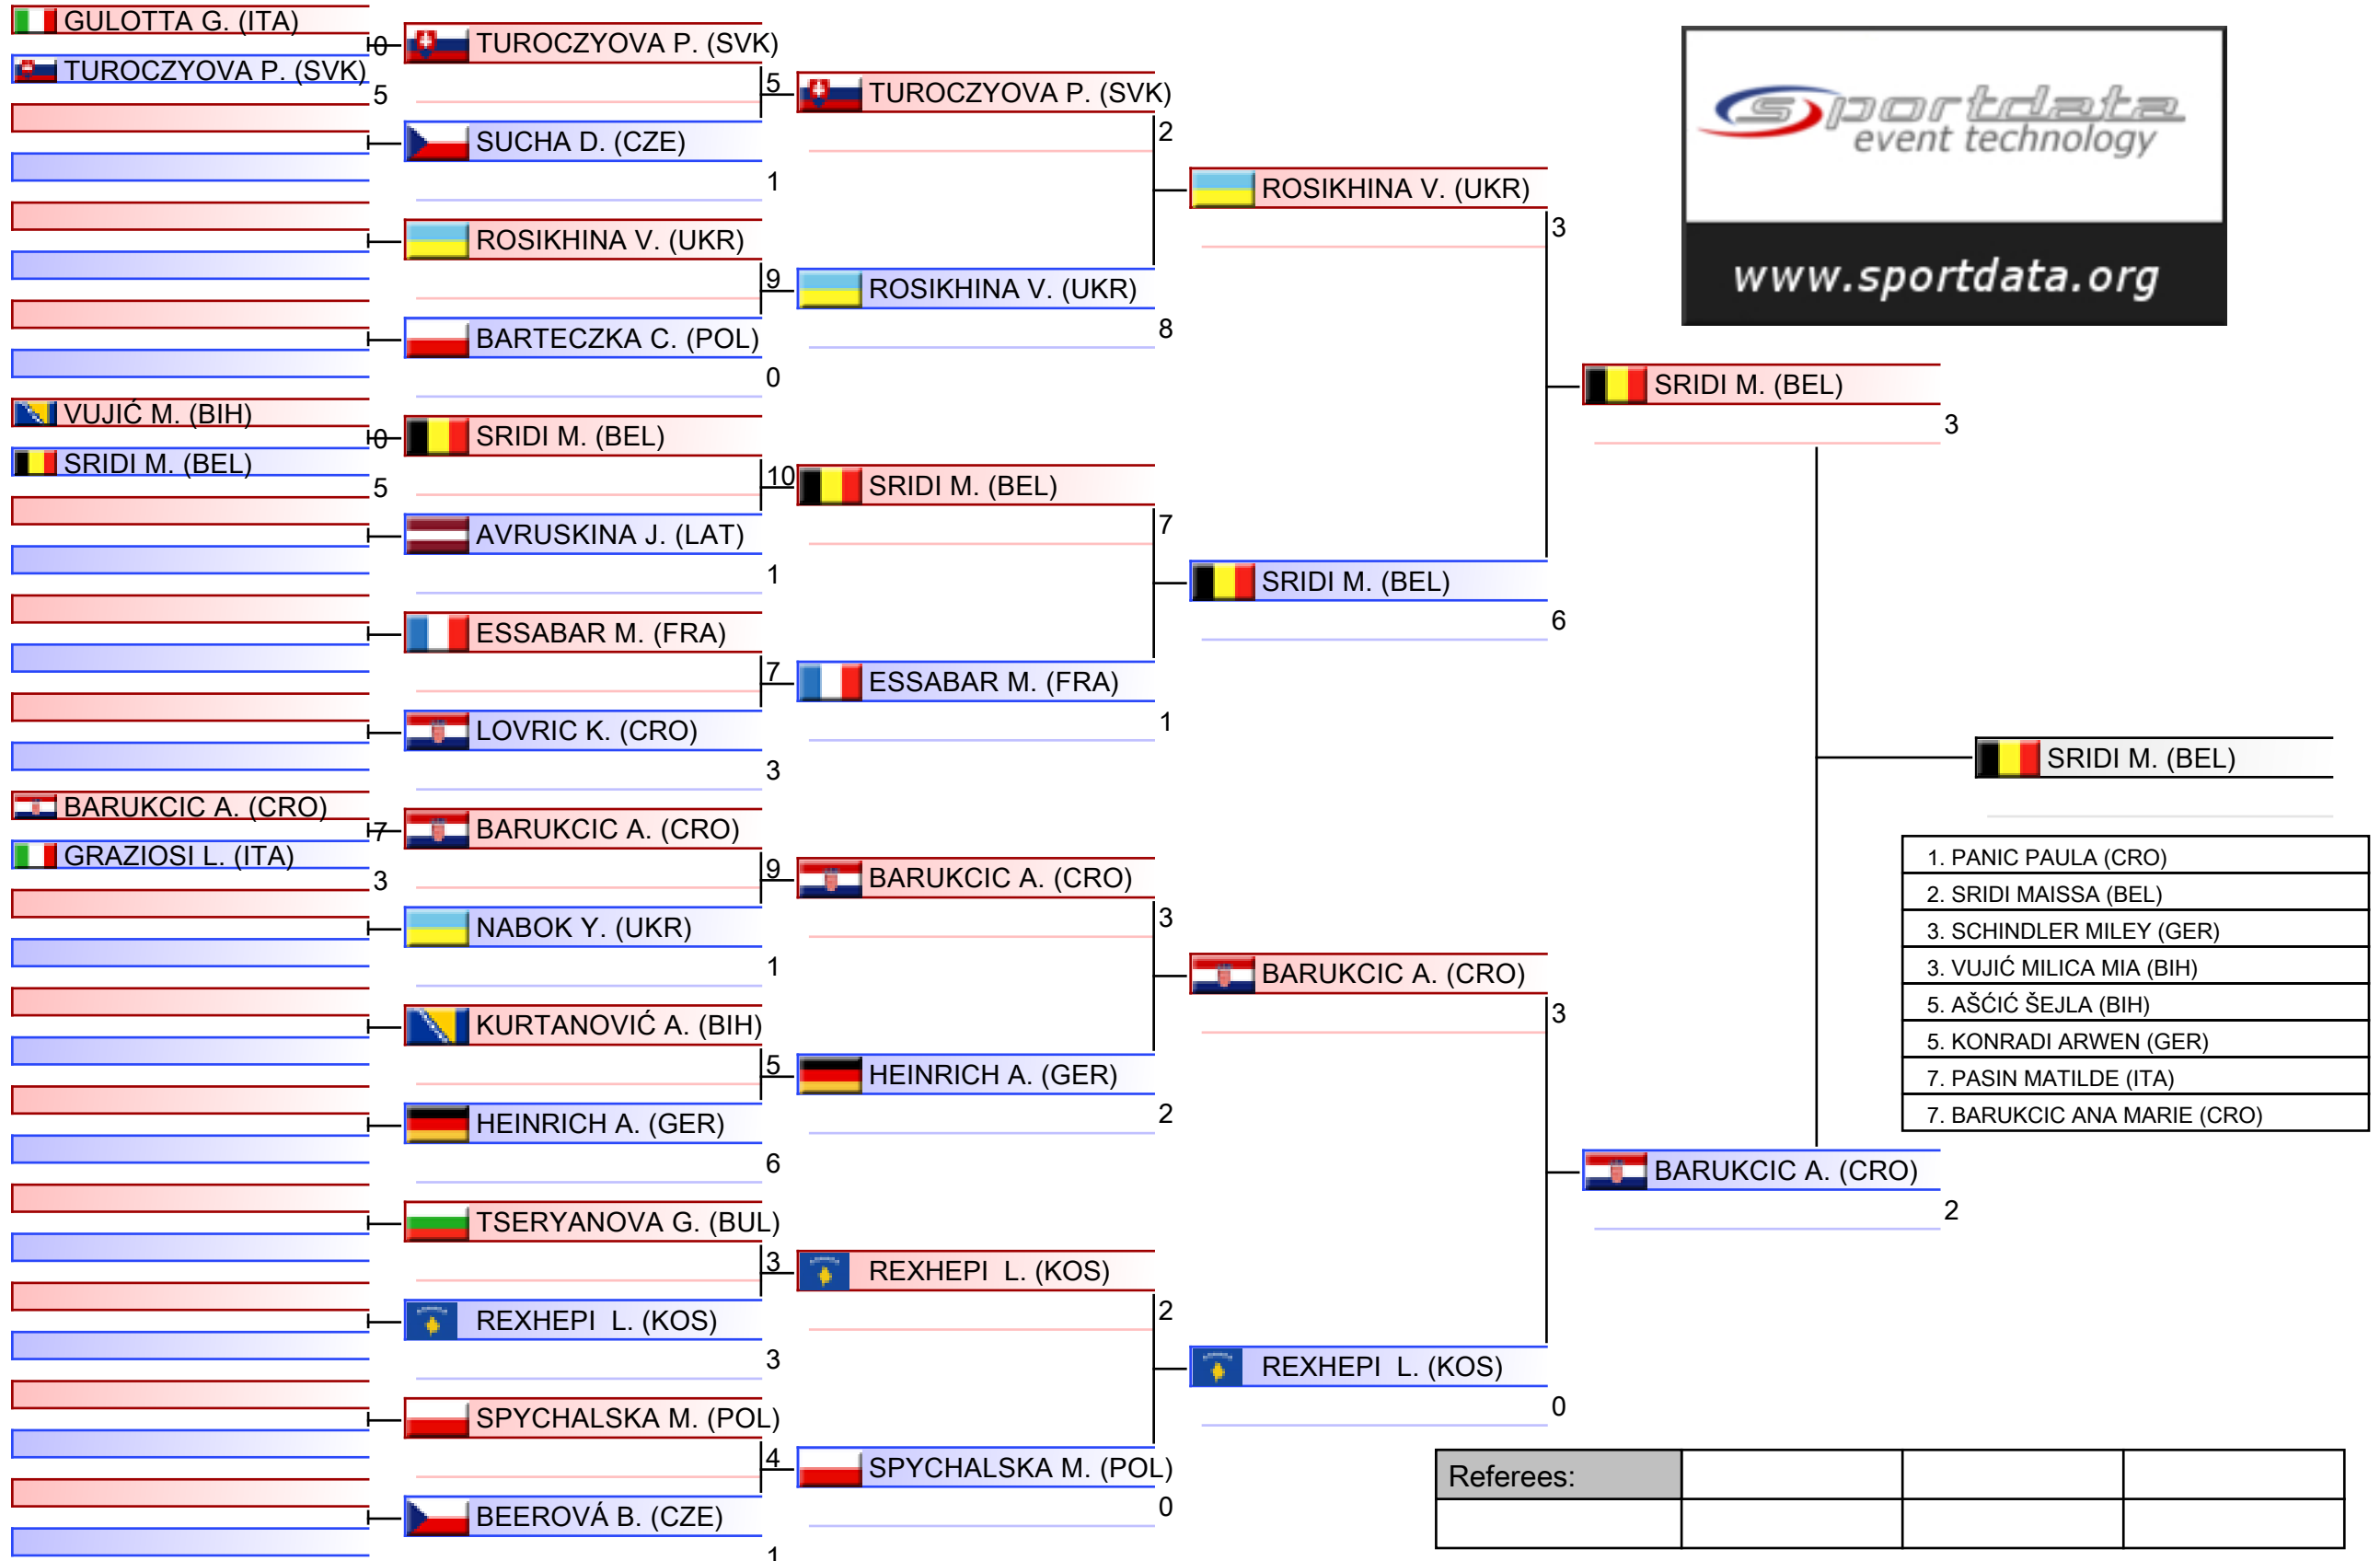 GULOTTA G. (ITA)
0
TUROCZYOVA P. (SVK)
5
VUJIĆ M. (BIH)
0
SRIDI M. (BEL)
5
BARUKCIC A. (CRO)
7
GRAZIOSI L. (ITA)
3
TUROCZYOVA P. (SVK)
5
SUCHA D. (CZE)
1
ROSIKHINA V. (UKR)
9
BARTECZKA C. (POL)
0
SRIDI M. (BEL)
10
AVRUSKINA J. (LAT)
1
ESSABAR M. (FRA)
7
LOVRIC K. (CRO)
3
BARUKCIC A. (CRO)
9
NABOK Y. (UKR)
1
KURTANOVIĆ A. (BIH)
5
HEINRICH A. (GER)
6
TSERYANOVA G. (BUL)
3
REXHEPI  L. (KOS)
3
SPYCHALSKA M. (POL)
4
BEEROVÁ B. (CZE)
1
TUROCZYOVA P. (SVK)
2
ROSIKHINA V. (UKR)
8
SRIDI M. (BEL)
7
ESSABAR M. (FRA)
1
BARUKCIC A. (CRO)
3
HEINRICH A. (GER)
2
REXHEPI  L. (KOS)
2
SPYCHALSKA M. (POL)
0
ROSIKHINA V. (UKR)
3
SRIDI M. (BEL)
6
BARUKCIC A. (CRO)
3
REXHEPI  L. (KOS)
0
SRIDI M. (BEL)
3
BARUKCIC A. (CRO)
2
SRIDI M. (BEL)
sportdata
event technology
www.sportdata.org
1. PANIC PAULA (CRO)
2. SRIDI MAISSA (BEL)
3. SCHINDLER MILEY (GER)
3. VUJIĆ MILICA MIA (BIH)
5. AŠĆIĆ ŠEJLA (BIH)
5. KONRADI ARWEN (GER)
7. PASIN MATILDE (ITA)
7. BARUKCIC ANA MARIE (CRO)
Referees: